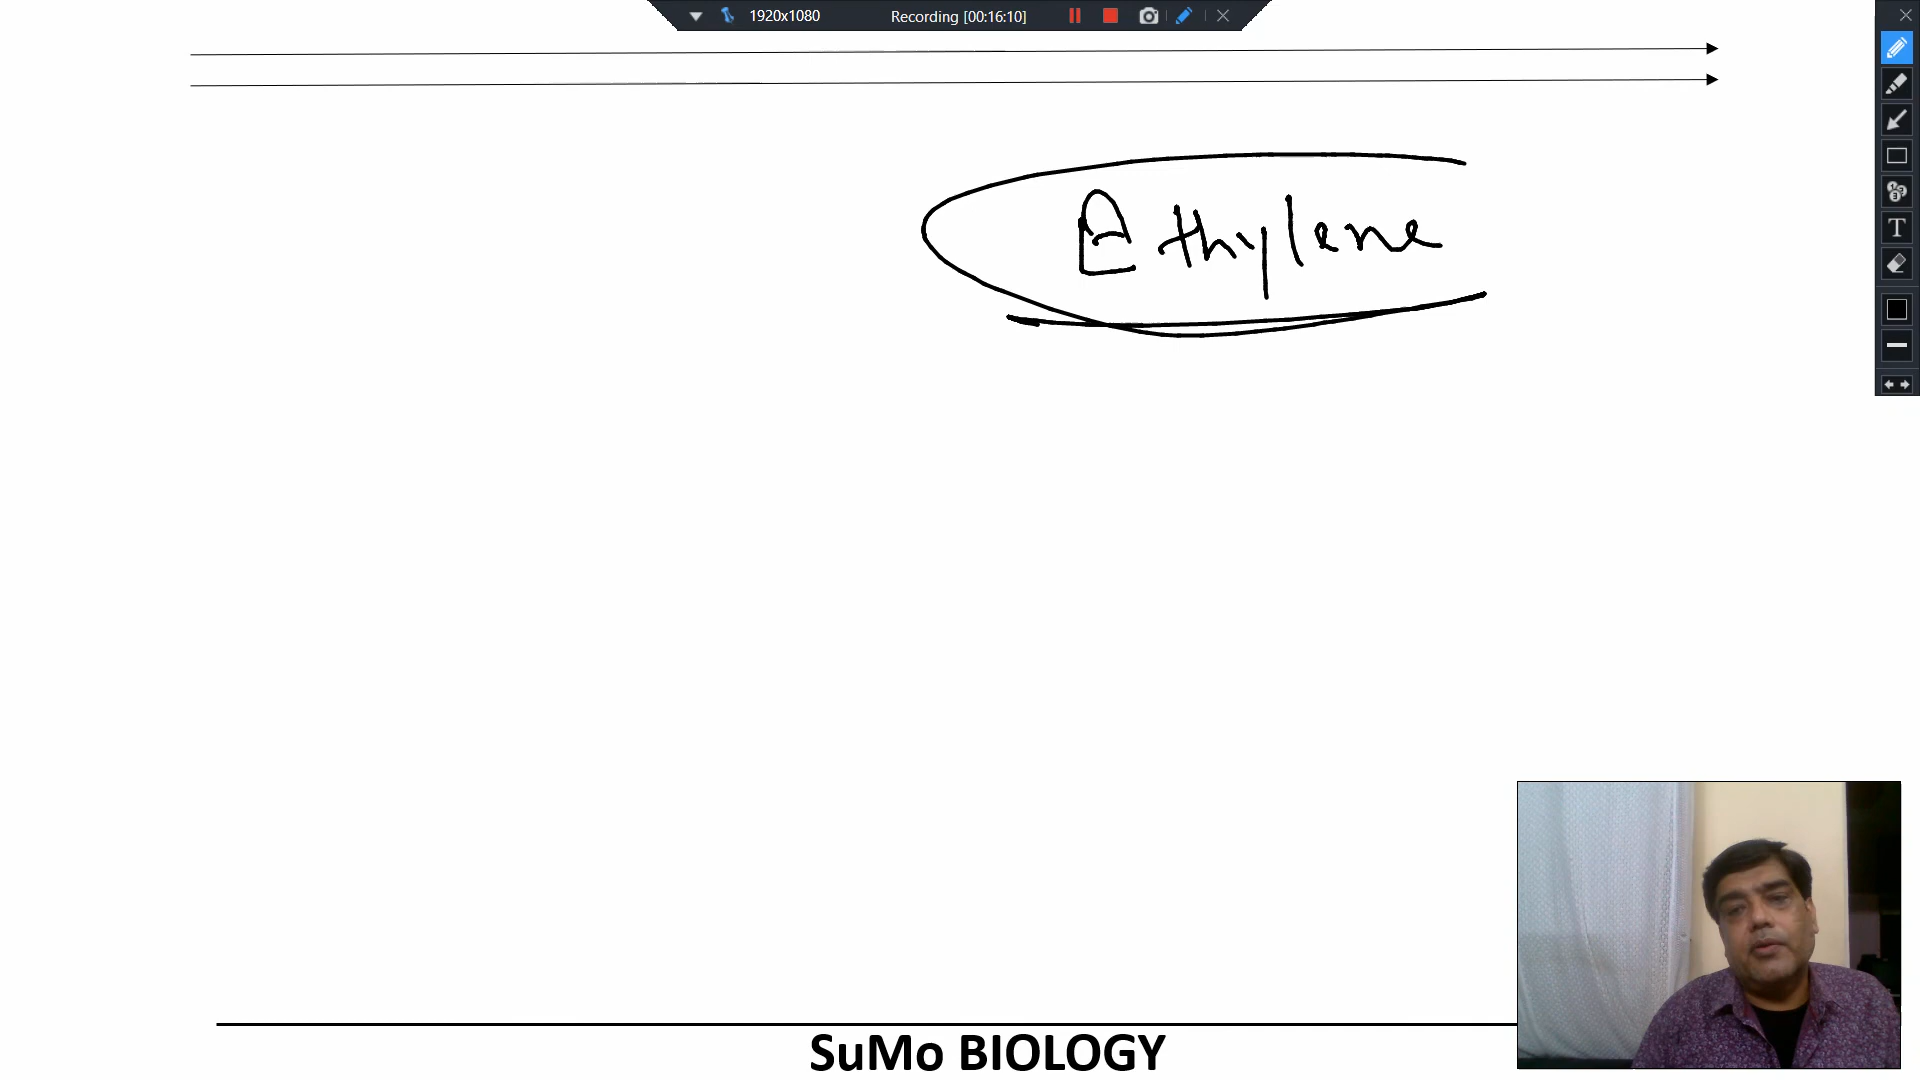 1920x1080 Recording [00:16:10]
Ethylene
T
SuMo BIOLOGY